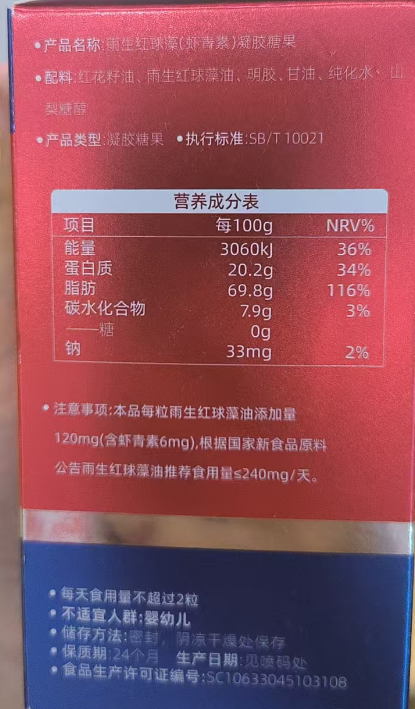 •产品名称:雨生红球藻(虾青素)凝胶糖果
•配料:红花籽油、雨生红球藻油、明胶、甘油、纯化水、山
梨糖醇
•产品类型:凝胶糖果 •执行标准:SB/T 10021
营养成分表
项目 每100g NRV%
能量 3060kJ 36%
蛋白质 20.2g 34%
脂肪 69.8g 116%
碳水化合物 7.9g 3%
——糖 0g
钠 33mg 2%
•注意事项:本品每粒雨生红球藻油添加量
120mg(含虾青素6mg),根据国家新食品原料
公告雨生红球藻油推荐食用量≤240mg/天。
•每天食用量不超过2粒
•不适宜人群:婴幼儿
•储存方法:密封，阴凉干燥处保存
•保质期:24个月 生产日期:见喷码处
•食品生产许可证编号:SC10633045103108